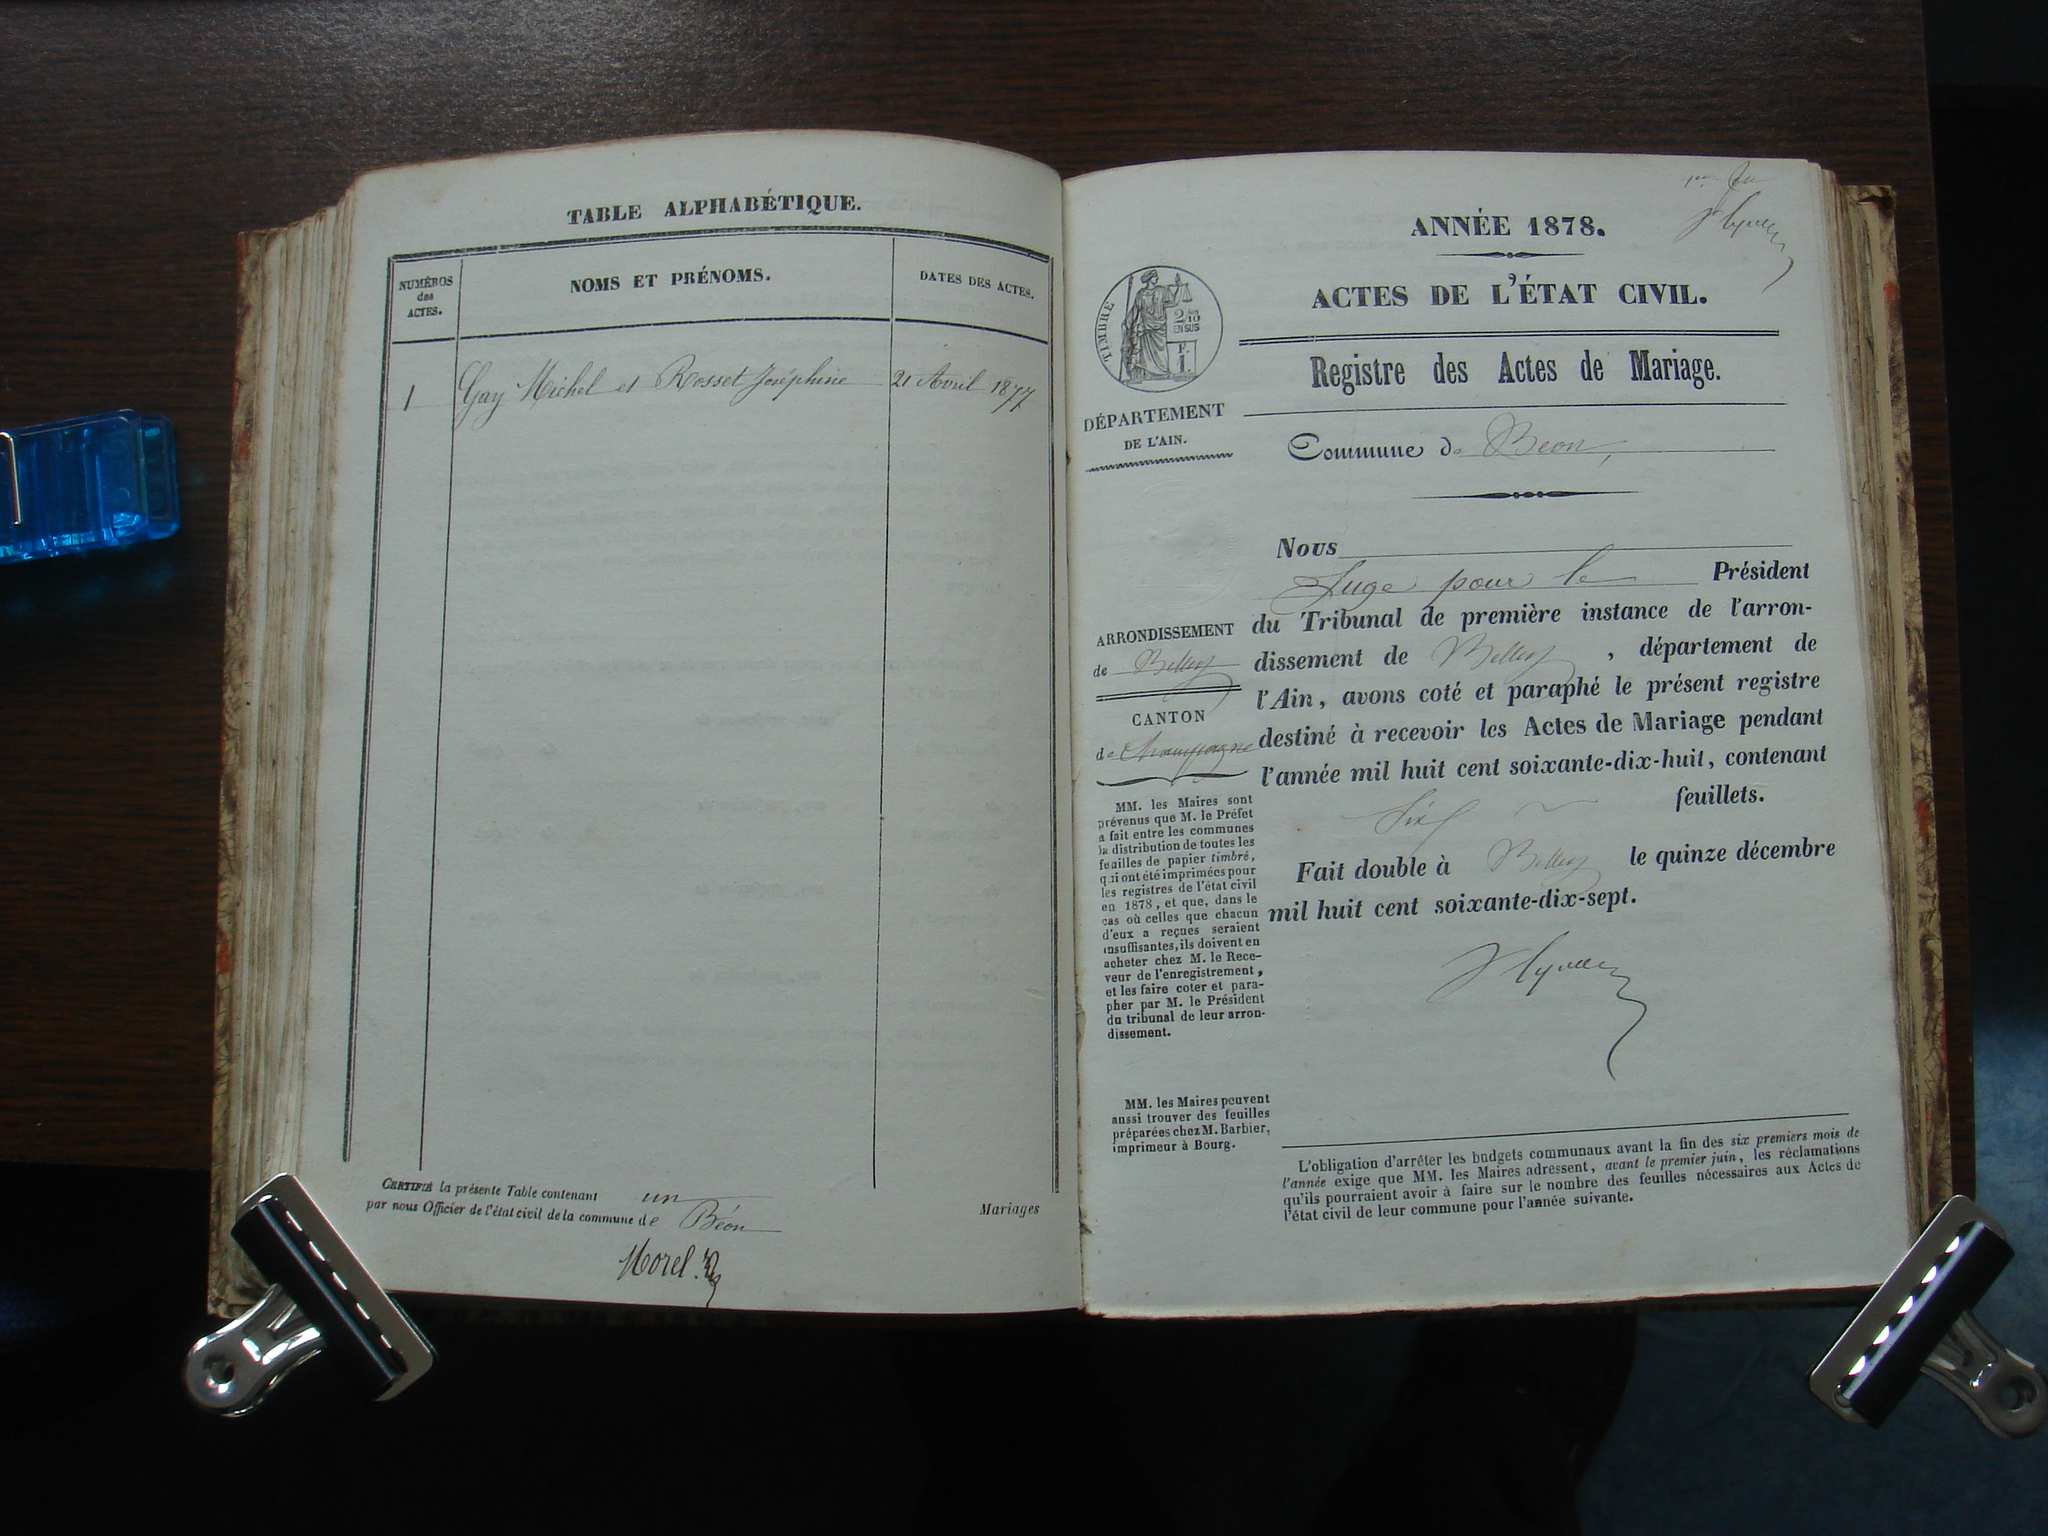 TABLE ALPHABÉTIQUE.
NUMÉROS
des
ACTES.
NOMS ET PRÉNOMS.
DATES DES ACTES.
1 Gay Michel et Rosset Joséphine 21 Avril 1877
CERTIFIÉ la présente Table contenant un Mariages
par nous Officier de l'état civil de la commune de Béon
Morel
ANNÉE 1878.
ACTES DE L'ÉTAT CIVIL.
Registre des Actes de Mariage.
Commune de Béon,
TIMBRE
2/10
EN SUS
F.
1.
DÉPARTEMENT
DE L'AIN.
ARRONDISSEMENT
de Belley
CANTON
de Champagne
MM. les Maires sont
prévenus que M. le Préfet
a fait entre les communes
la distribution de toutes les
feuilles de papier timbré,
qui ont été imprimées pour
les registres de l'état civil
en 1878, et que, dans le
cas où celles que chacun
d'eux a reçues seraient
insuffisantes, ils doivent en
acheter chez M. le Rece-
veur de l'enregistrement,
et les faire coter et para-
pher par M. le Président
du tribunal de leur arron-
dissement.
MM. les Maires peuvent
aussi trouver des feuilles
préparées chez M. Barbier,
imprimeur à Bourg.
Nous
Juge pour le Président
du Tribunal de première instance de l'arron-
dissement de Belley, département de
l'Ain, avons coté et paraphé le présent registre
destiné à recevoir les Actes de Mariage pendant
l'année mil huit cent soixante-dix-huit, contenant
Six feuillets.
Fait double à Belley le quinze décembre
mil huit cent soixante-dix-sept.
L'obligation d'arrêter les budgets communaux avant la fin des six premiers mois de
l'année exige que MM. les Maires adressent, avant le premier juin, les réclamations
qu'ils pourraient avoir à faire sur le nombre des feuilles nécessaires aux Actes de
l'état civil de leur commune pour l'année suivante.